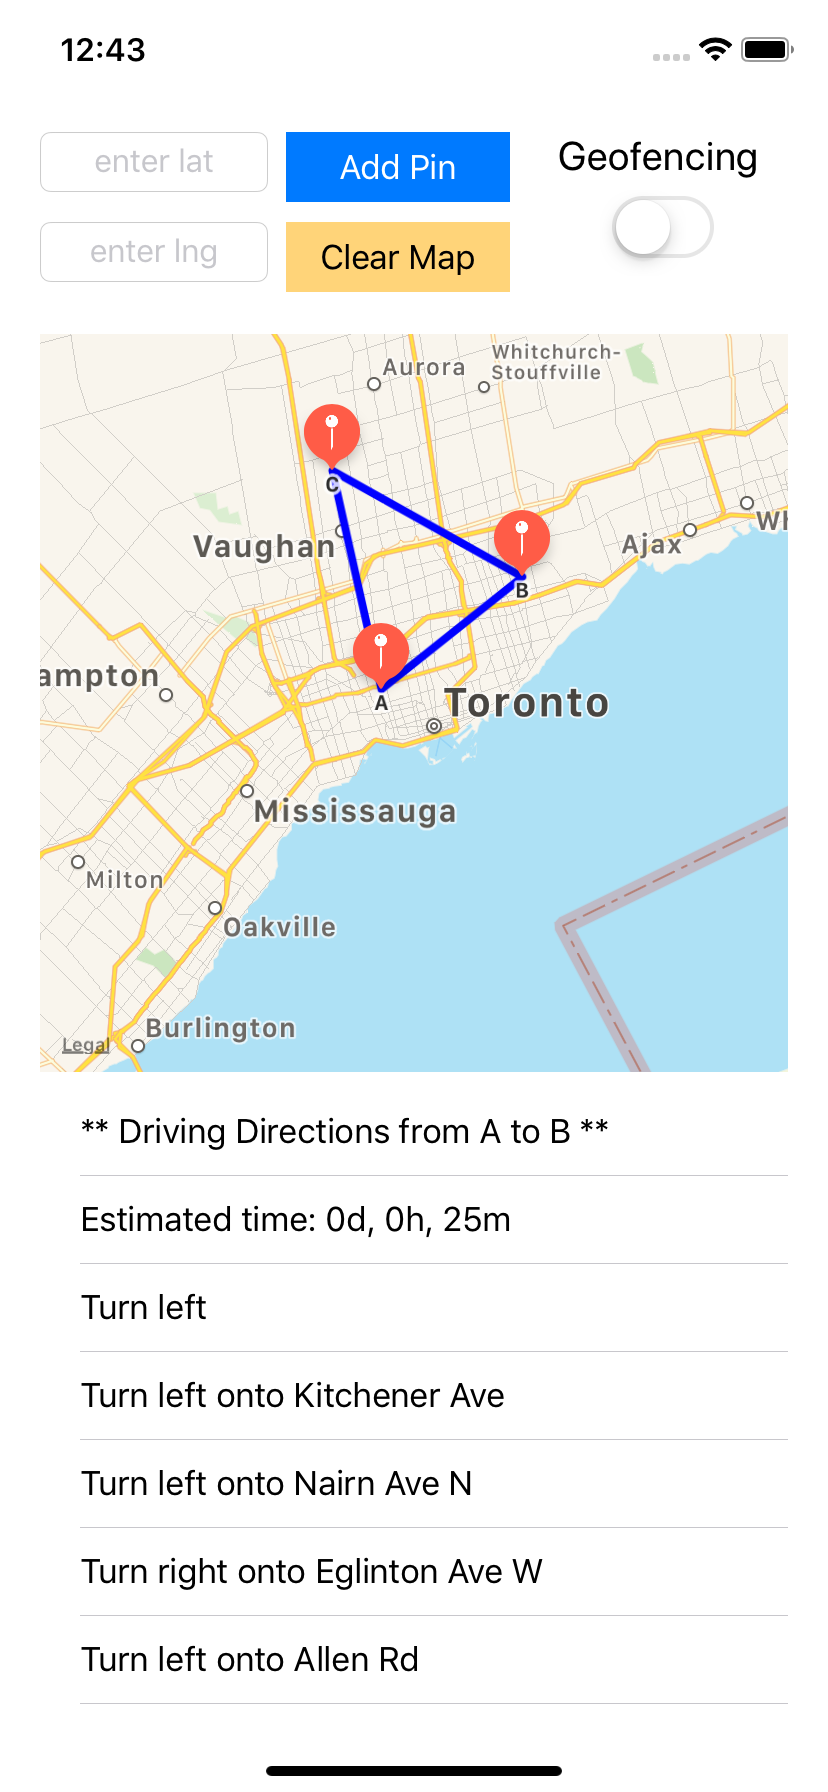 12:43
enter lat
Add Pin
Geofencing
enter lng
Clear Map
Aurora
Whitchurch-
Stouffville
C
Vaughan
B
Ajax
Wh
ampton
A
Toronto
Mississauga
Milton
Oakville
Burlington
Legal
** Driving Directions from A to B **
Estimated time: 0d, 0h, 25m
Turn left
Turn left onto Kitchener Ave
Turn left onto Nairn Ave N
Turn right onto Eglinton Ave W
Turn left onto Allen Rd